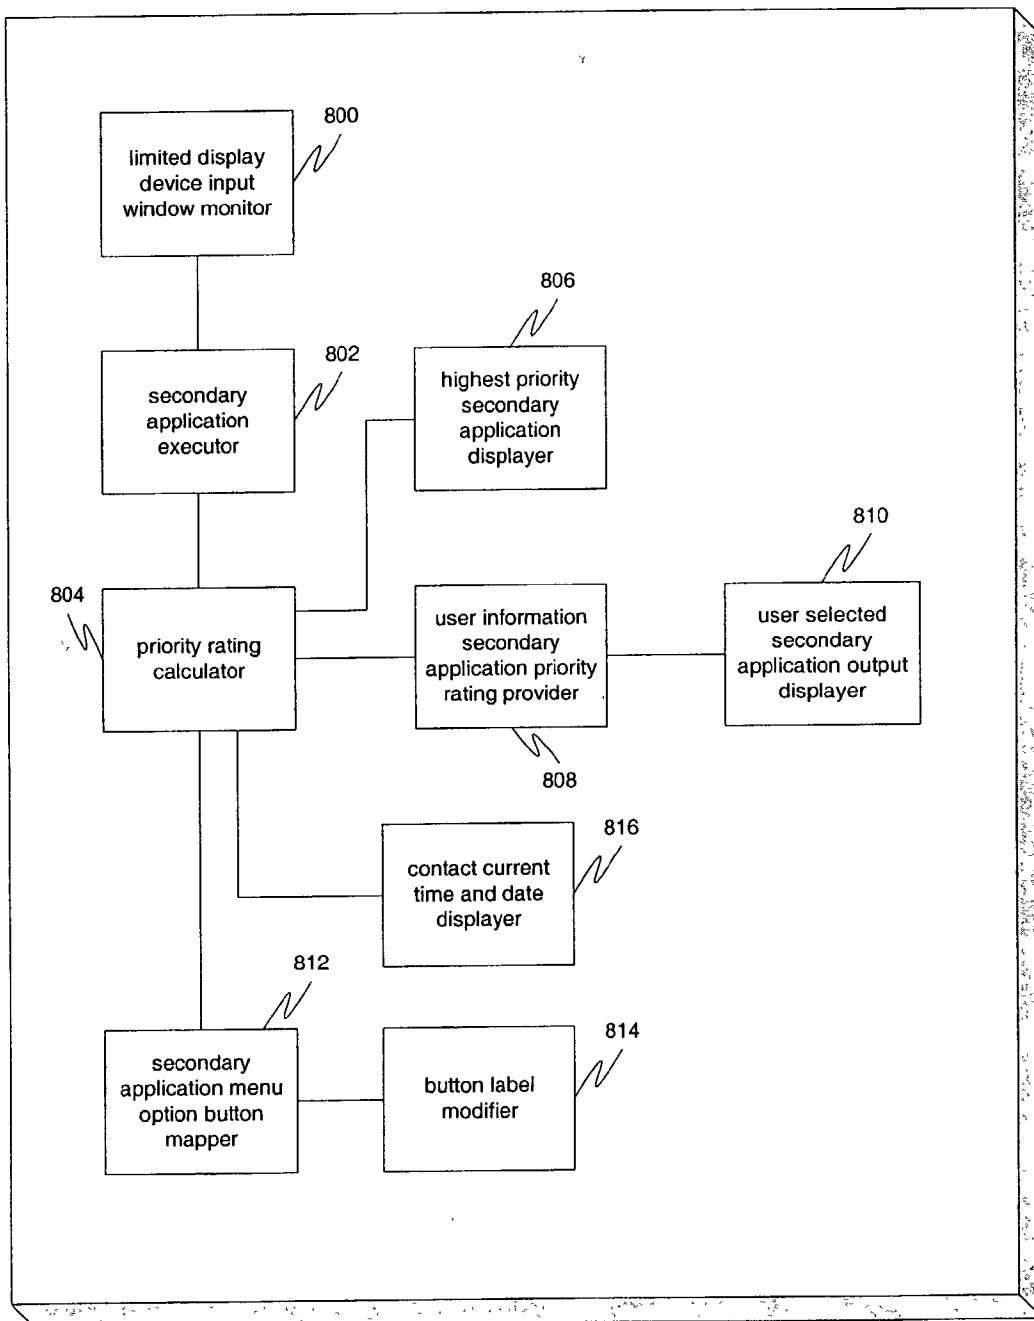 800
limited display
device input
window monitor
806
802
secondary
application
executor
highest priority
secondary
application
displayer
810
804
priority rating
calculator
user information
secondary
application priority
rating provider
user selected
secondary
application output
displayer
808
816
contact current
time and date
displayer
812
814
secondary
application menu
option button
mapper
button label
modifier